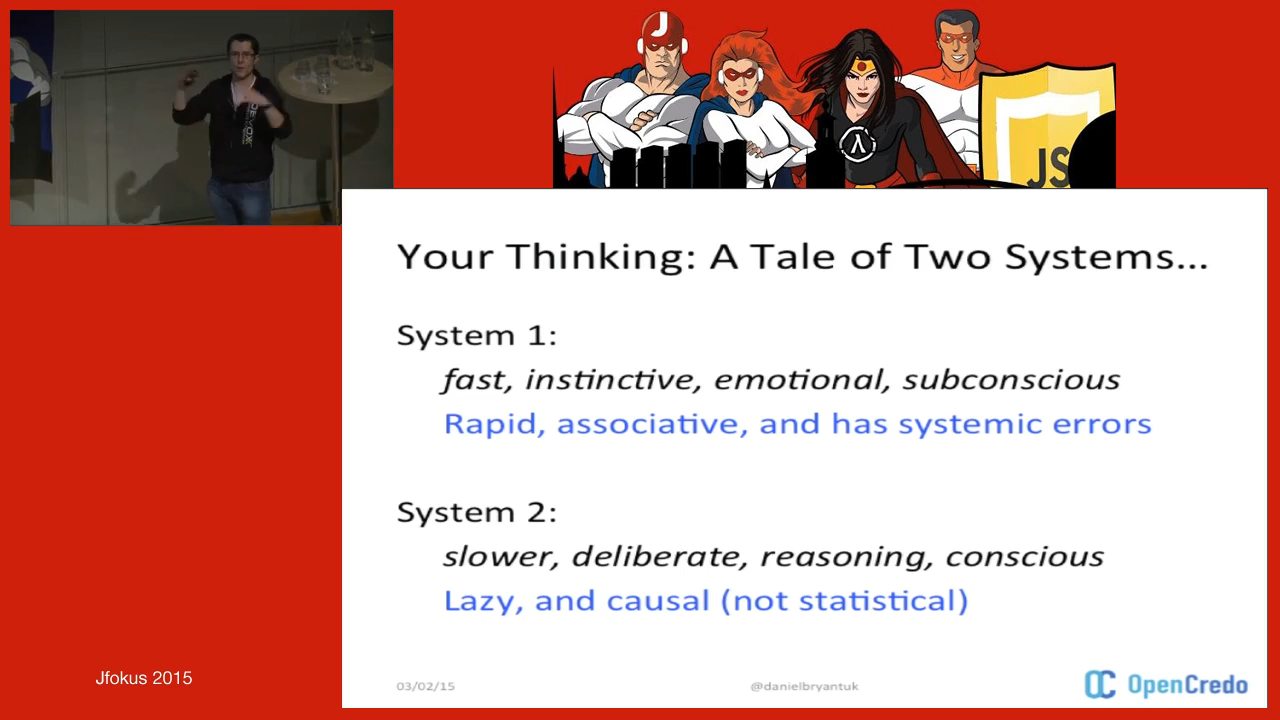 J
λ
JS
DEVOXX
Your Thinking: A Tale of Two Systems...
System 1:
fast, instinctive, emotional, subconscious
Rapid, associative, and has systemic errors
System 2:
slower, deliberate, reasoning, conscious
Lazy, and causal (not statistical)
Jfokus 2015
03/02/15
@danielbryantuk
OpenCredo